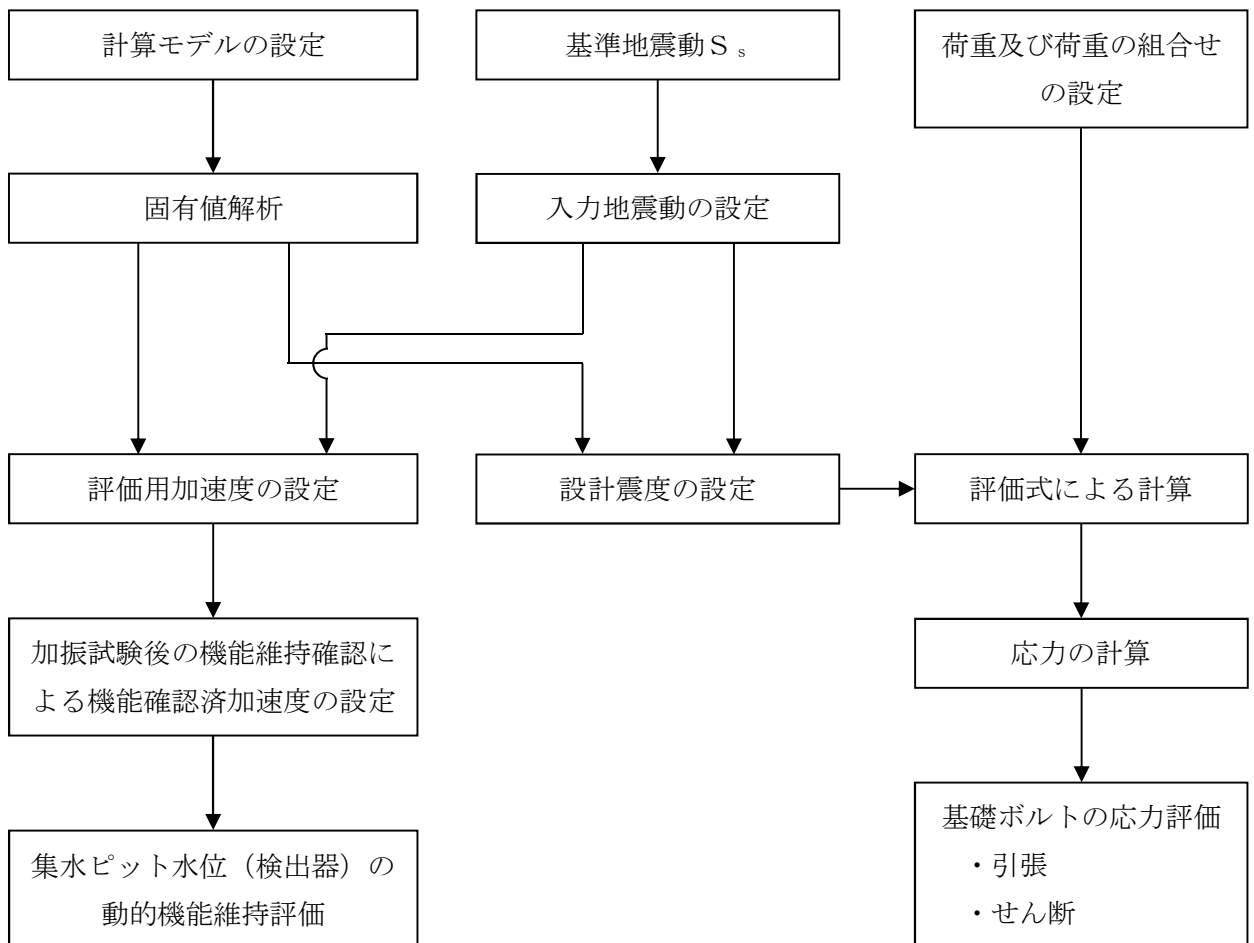 計算モデルの設定
基準地震動Ｓｓ
荷重及び荷重の組合せ
の設定
固有値解析
入力地震動の設定
評価用加速度の設定
設計震度の設定
評価式による計算
加振試験後の機能維持確認に
よる機能確認済加速度の設定
応力の計算
集水ピット水位（検出器）の
動的機能維持評価
基礎ボルトの応力評価
・引張
・せん断